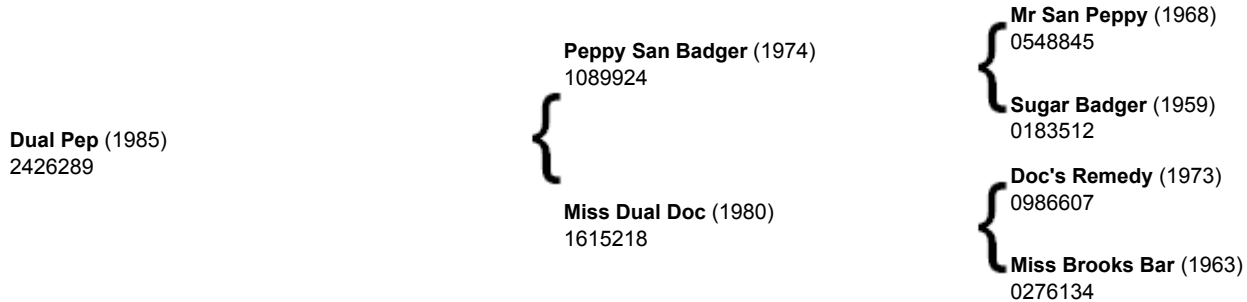 Dual Pep (1985)
2426289
Peppy San Badger (1974)
1089924
Miss Dual Doc (1980)
1615218
Mr San Peppy (1968)
0548845
Sugar Badger (1959)
0183512
Doc's Remedy (1973)
0986607
Miss Brooks Bar (1963)
0276134